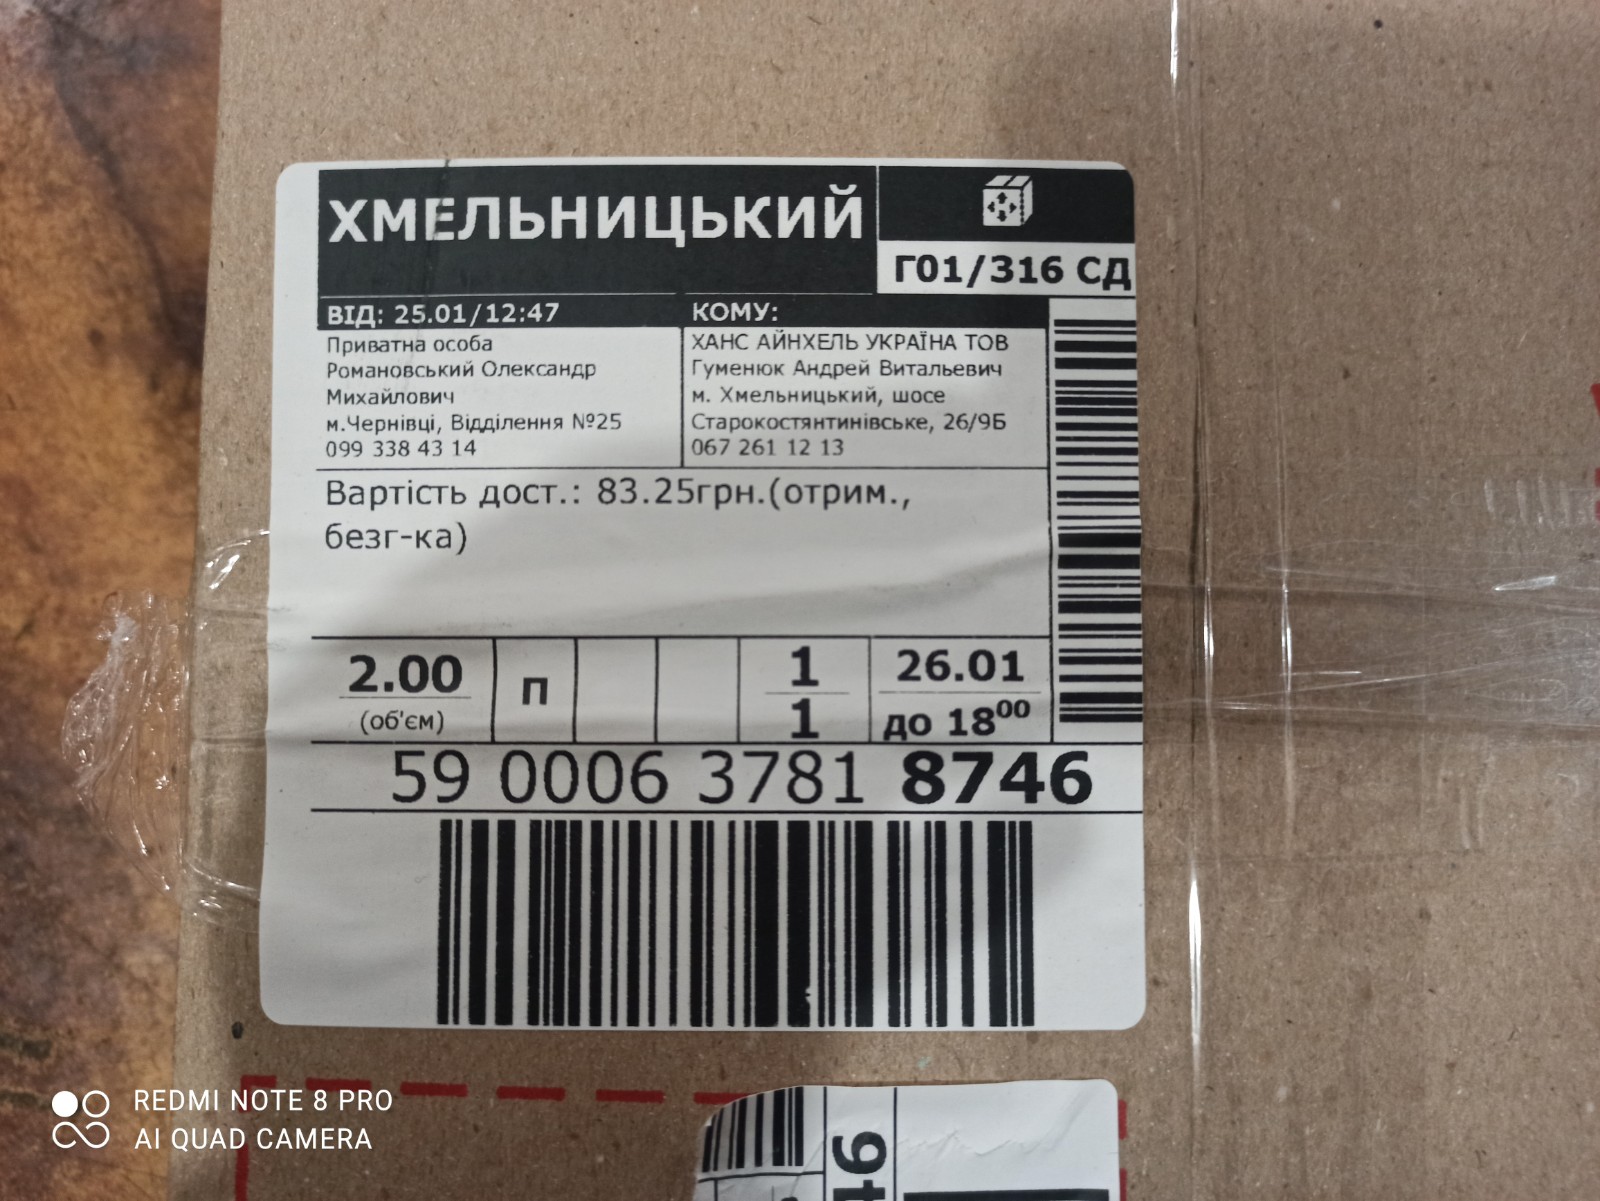 ХМЕЛЬНИЦЬКИЙ
Г01/316 СД
ВІД: 25.01/12:47
Приватна особа
Романовський Олександр
Михайлович
м.Чернівці, Відділення №25
099 338 43 14
КОМУ:
ХАНС АЙНХЕЛЬ УКРАЇНА ТОВ
Гуменюк Андрей Витальевич
м. Хмельницький, шосе
Старокостянтинівське, 26/9Б
067 261 12 13
Вартість дост.: 83.25грн.(отрим.,
безг-ка)
2.00
(об'єм)
П
1
1
26.01
до 18⁰⁰
59 0006 3781 8746
REDMI NOTE 8 PRO
AI QUAD CAMERA